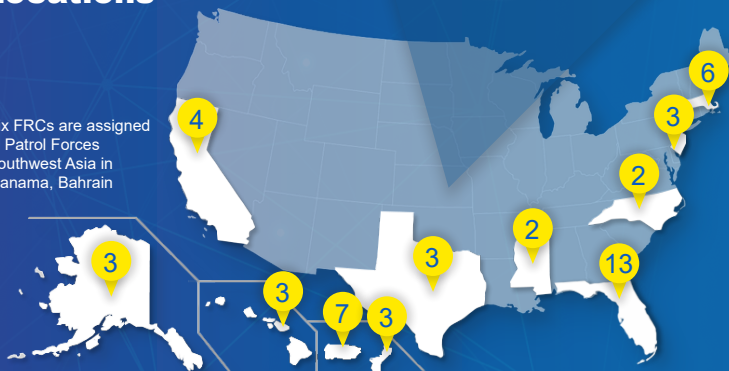 locations
6
4
3
x FRCs are assigned
Patrol Forces
outhwest Asia in
anama, Bahrain
2
2
3
13
3
3
7
3